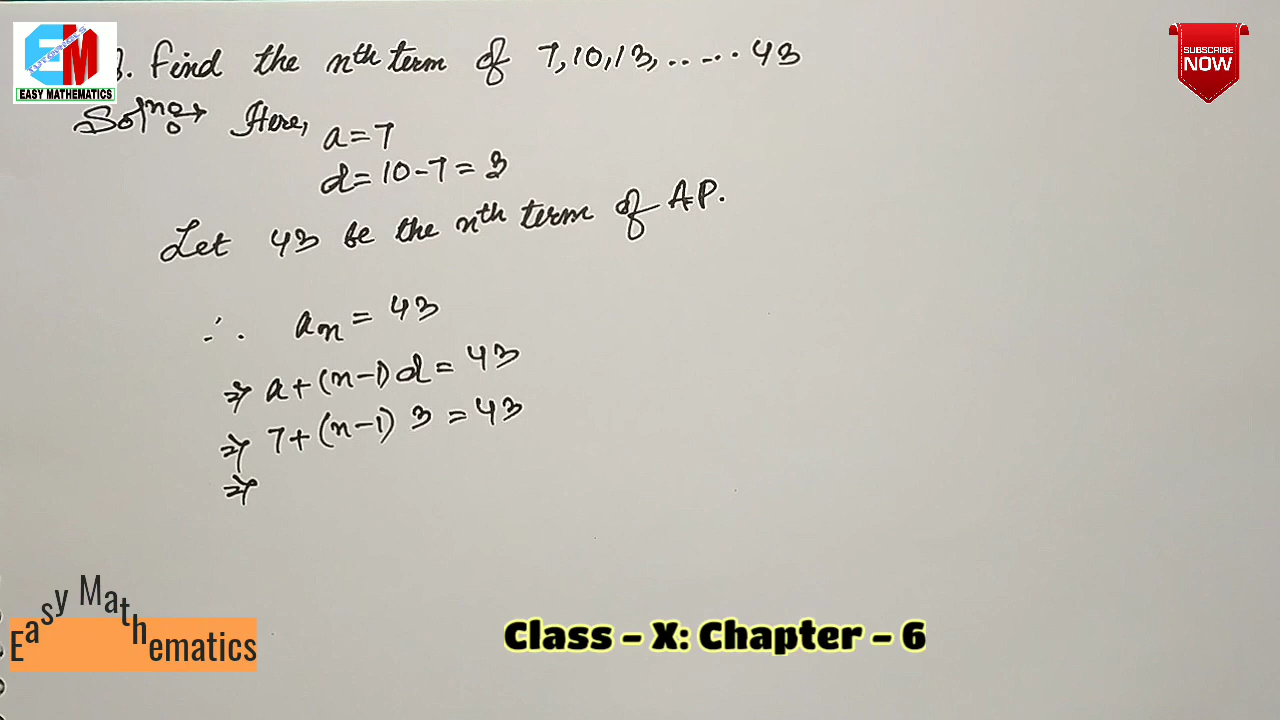 EM
EASY MATHEMATICS
SUBSCRIBE
NOW
3. Find the nth term of 7, 10, 13, ..... 43
Soln:→ Here, a = 7
d = 10 - 7 = 3
Let 43 be the nth term of A.P.
∴ an = 43
⇒ a + (n-1) d = 43
⇒ 7 + (n-1) 3 = 43
⇒
Easy Mathematics
Class – X: Chapter – 6